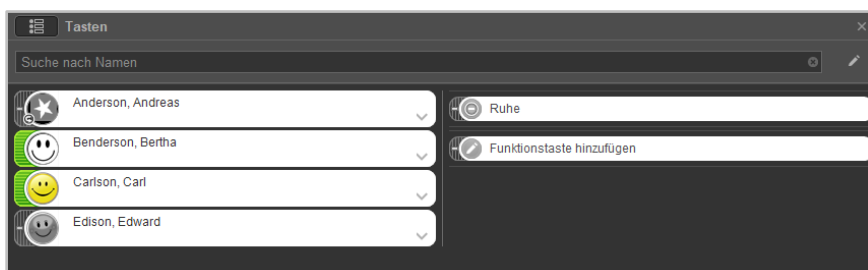 Tasten
Suche nach Namen
Anderson, Andreas
Benderson, Bertha
Carlson, Carl
Edison, Edward
Ruhe
Funktionstaste hinzufügen